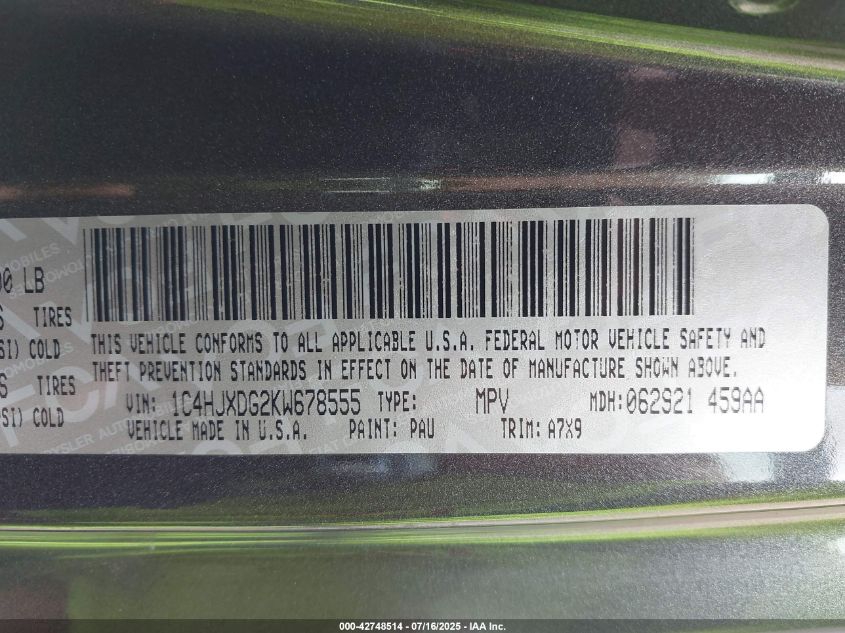 00 LB
TIRES
SI) COLD
TIRES
PSI) COLD
THIS VEHICLE CONFORMS TO ALL APPLICABLE U.S.A. FEDERAL MOTOR VEHICLE SAFETY AND
THEFT PREVENTION STANDARDS IN EFFECT ON THE DATE OF MANUFACTURE SHOWN ABOVE.
VIN: 1C4HJXDG2KW678555 TYPE: MPV MDH: 062921 459AA
VEHICLE MADE IN U.S.A. PAINT: PAU TRIM: A7X9
000-42748514 / 07/16/2025 - IAA Inc.